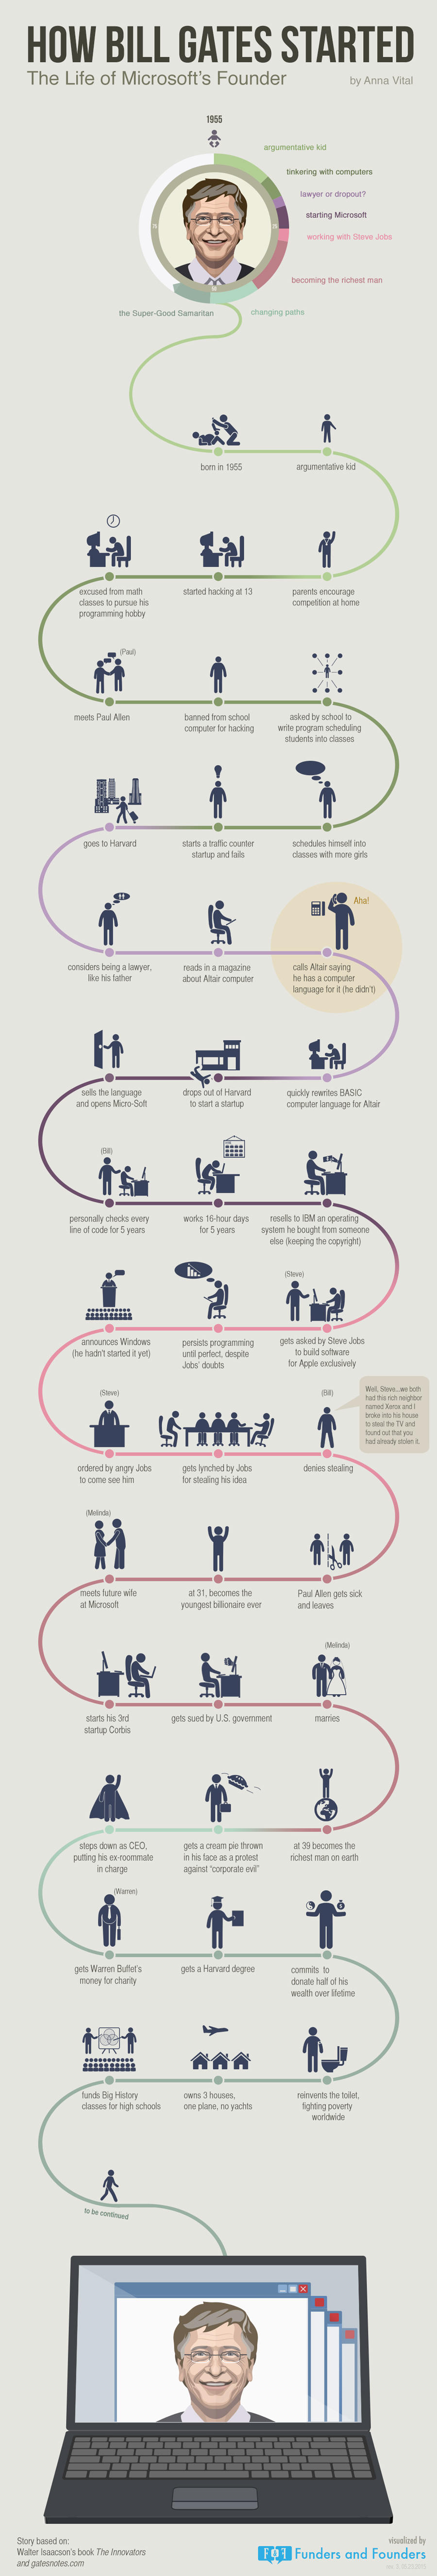 HOW BILL GATES STARTED
The Life of Microsoft's Founder
by Anna Vital
1955
argumentative kid
tinkering with computers
lawyer or dropout?
starting Microsoft
working with Steve Jobs
becoming the richest man
changing paths
the Super-Good Samaritan
75
25
50
born in 1955
argumentative kid
excused from math
classes to pursue his
programming hobby
started hacking at 13
parents encourage
competition at home
(Paul)
meets Paul Allen
banned from school
computer for hacking
asked by school to
write program scheduling
students into classes
goes to Harvard
starts a traffic counter
startup and fails
schedules himself into
classes with more girls
Aha!
considers being a lawyer,
like his father
reads in a magazine
about Altair computer
calls Altair saying
he has a computer
language for it (he didn't)
sells the language
and opens Micro-Soft
drops out of Harvard
to start a startup
quickly rewrites BASIC
computer language for Altair
(Bill)
personally checks every
line of code for 5 years
works 16-hour days
for 5 years
resells to IBM an operating
system he bought from someone
else (keeping the copyright)
(Steve)
announces Windows
(he hadn't started it yet)
persists programming
until perfect, despite
Jobs' doubts
gets asked by Steve Jobs
to build software
for Apple exclusively
(Steve)
(Bill)
Well, Steve...we both
had this rich neighbor
named Xerox and I
broke into his house
to steal the TV and
found out that you
had already stolen it.
ordered by angry Jobs
to come see him
gets lynched by Jobs
for stealing his idea
denies stealing
(Melinda)
meets future wife
at Microsoft
at 31, becomes the
youngest billionaire ever
Paul Allen gets sick
and leaves
(Melinda)
starts his 3rd
startup Corbis
gets sued by U.S. government
marries
steps down as CEO,
putting his ex-roommate
in charge
gets a cream pie thrown
in his face as a protest
against "corporate evil"
at 39 becomes the
richest man on earth
(Warren)
gets Warren Buffet's
money for charity
gets a Harvard degree
commits to
donate half of his
wealth over lifetime
funds Big History
classes for high schools
owns 3 houses,
one plane, no yachts
reinvents the toilet,
fighting poverty
worldwide
to be continued
Story based on:
Walter Isaacson's book The Innovators
and gatesnotes.com
visualized by
Funders and Founders